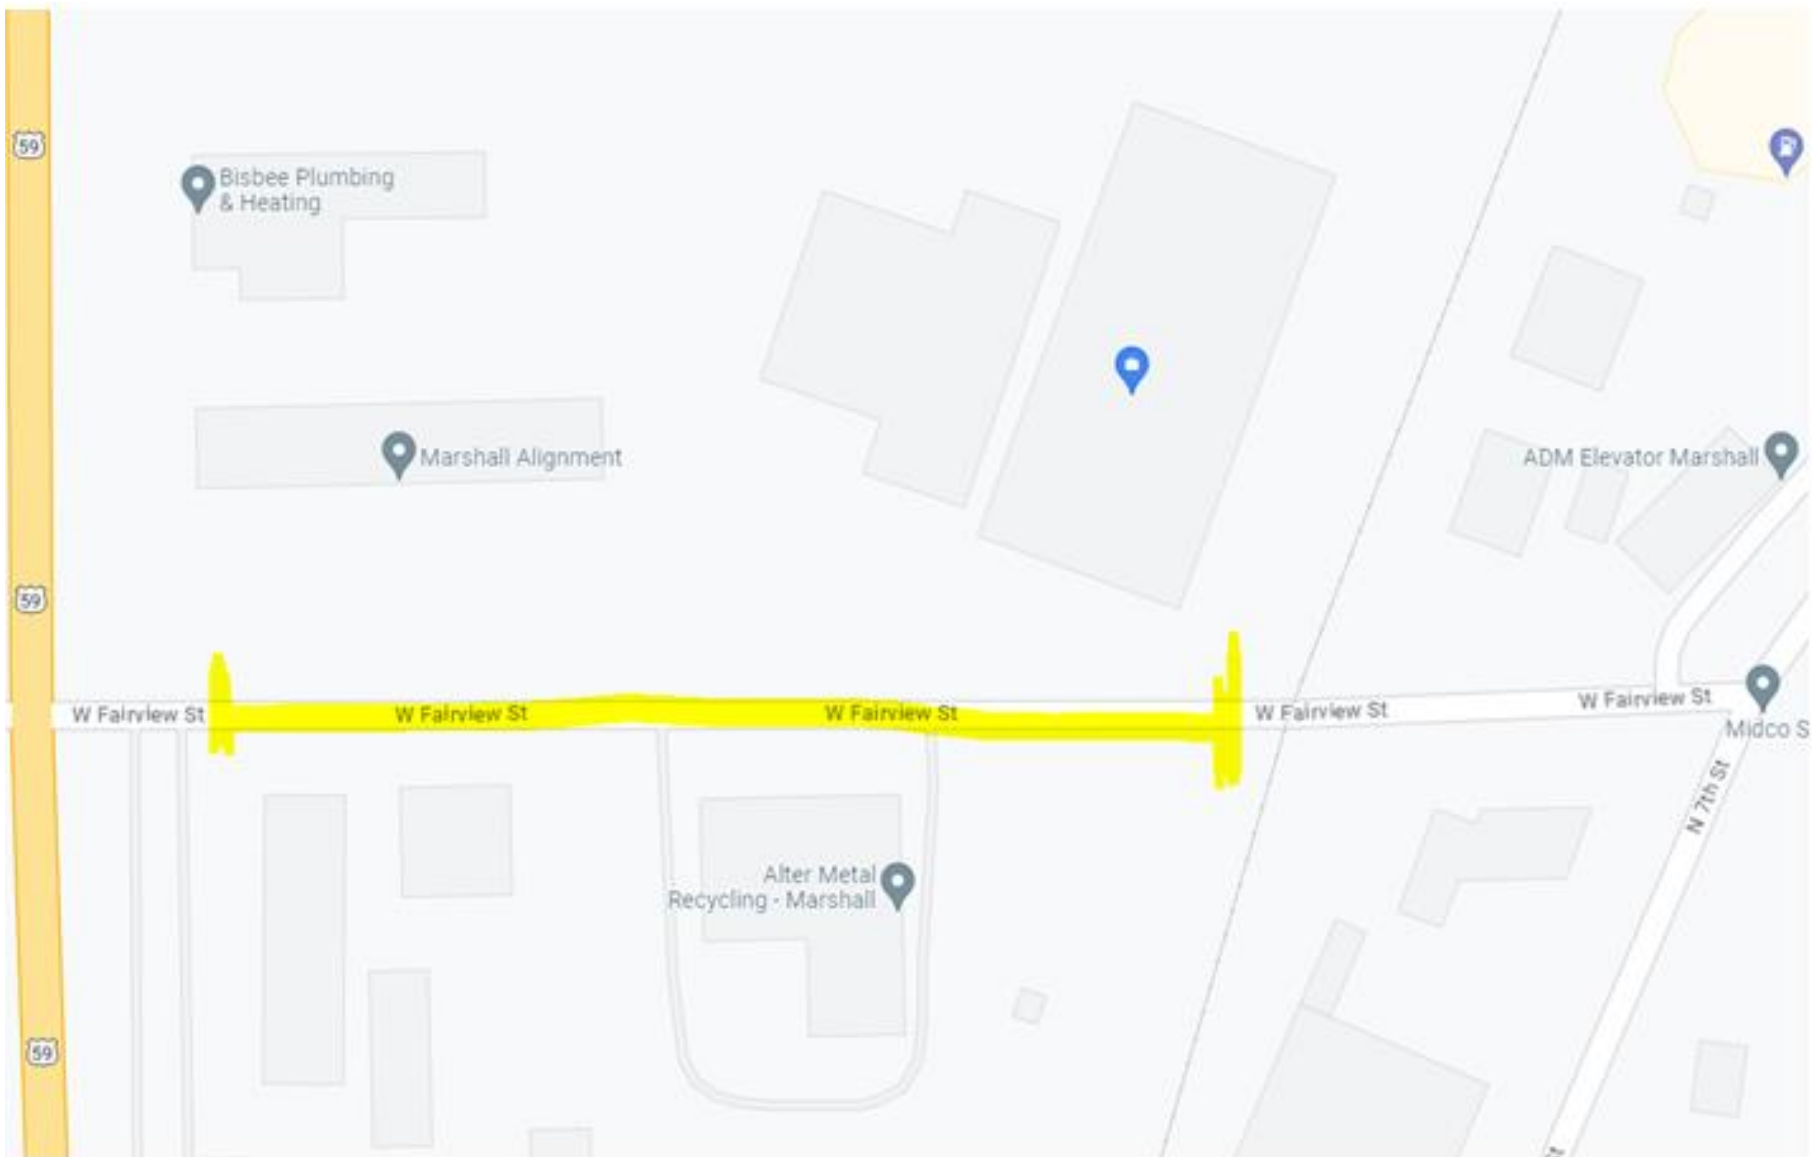 59
Bisbee Plumbing
& Heating
ADM Elevator Marshall
Marshall Alignment
59
W Fairview St
W Fairview St
W Fairview St
W Fairview St
W Fairview St
Midco S
N 7th St
Alter Metal
Recycling - Marshall
59